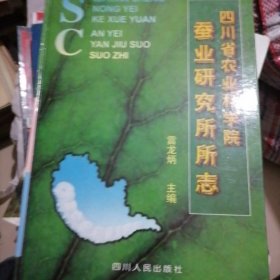 S
NONG YEI
KE XUE YUAN
C
AN YEI
YAN JIU SUO
SUO ZHI
四川省农业科学院
蚕业研究所所志
雷龙炳 主编
四川人民出版社